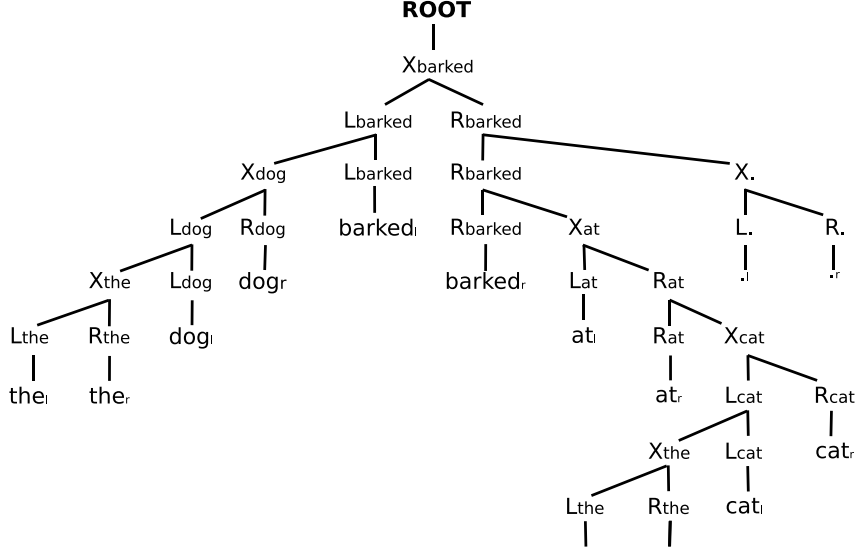 ROOT
Xbarked
Lbarked Rbarked
Xdog Lbarked Rbarked X.
Ldog Rdog barkedl Rbarked Xat L. R.
Xthe Ldog dogr barkedr Lat Rat .l .r
Lthe Rthe dogl atl Rat Xcat
thel ther atr Lcat Rcat
Xthe Lcat catr
Lthe Rthe catl